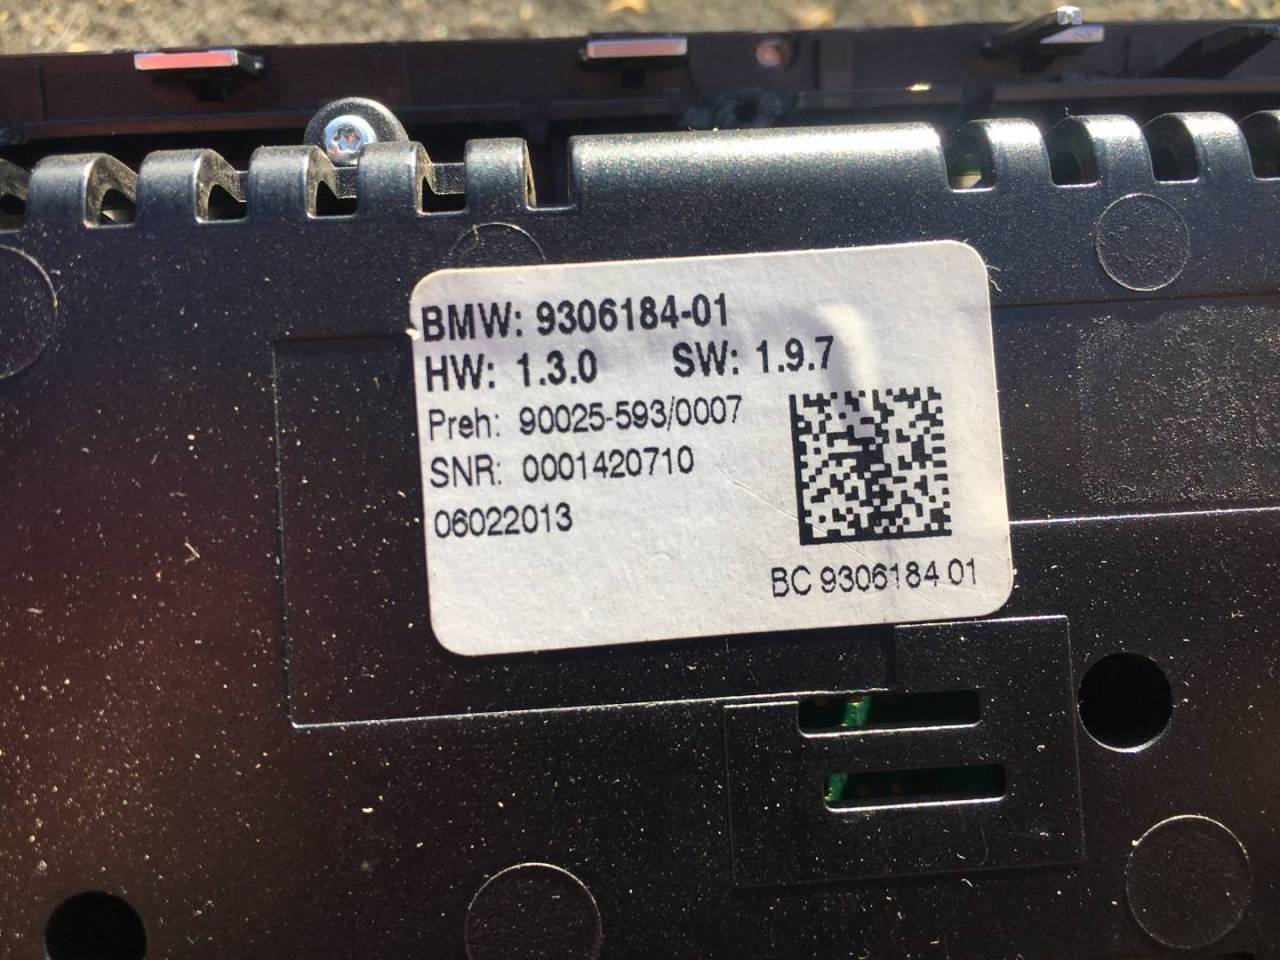 BMW: 9306184-01
HW: 1.3.0 SW: 1.9.7
Preh: 90025-593/0007
SNR: 0001420710
06022013
BC 9306184 01